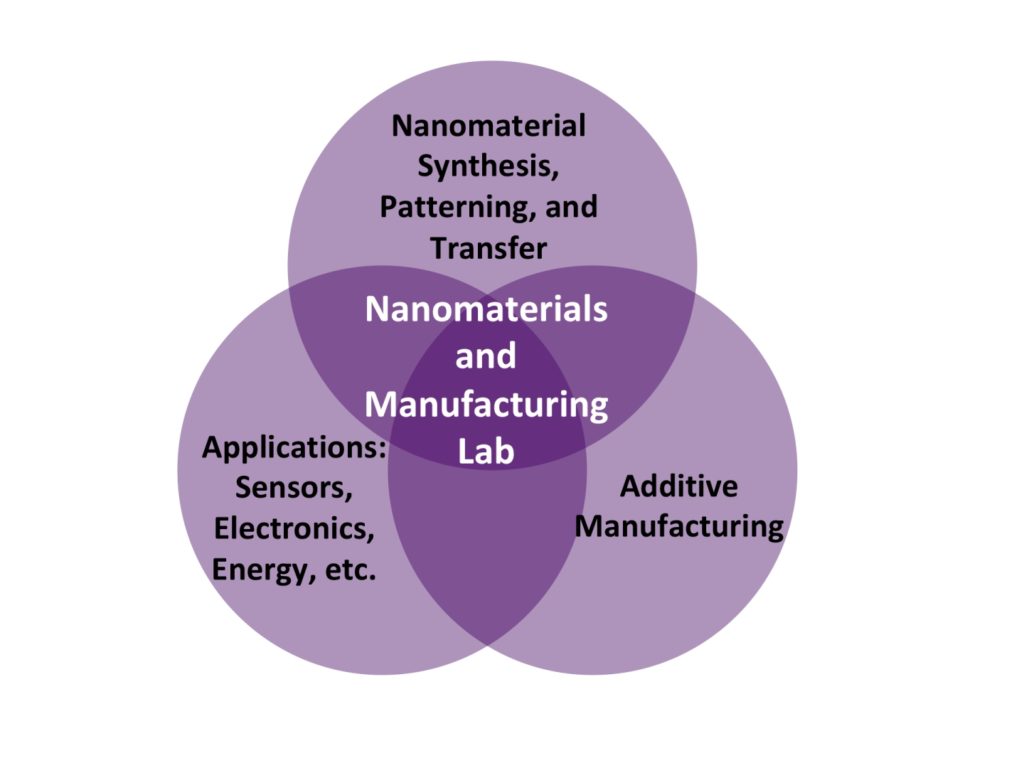 Nanomaterial
Synthesis,
Patterning, and
Transfer
Nanomaterials
and
Manufacturing
Lab
Applications:
Sensors,
Electronics,
Energy, etc.
Additive
Manufacturing